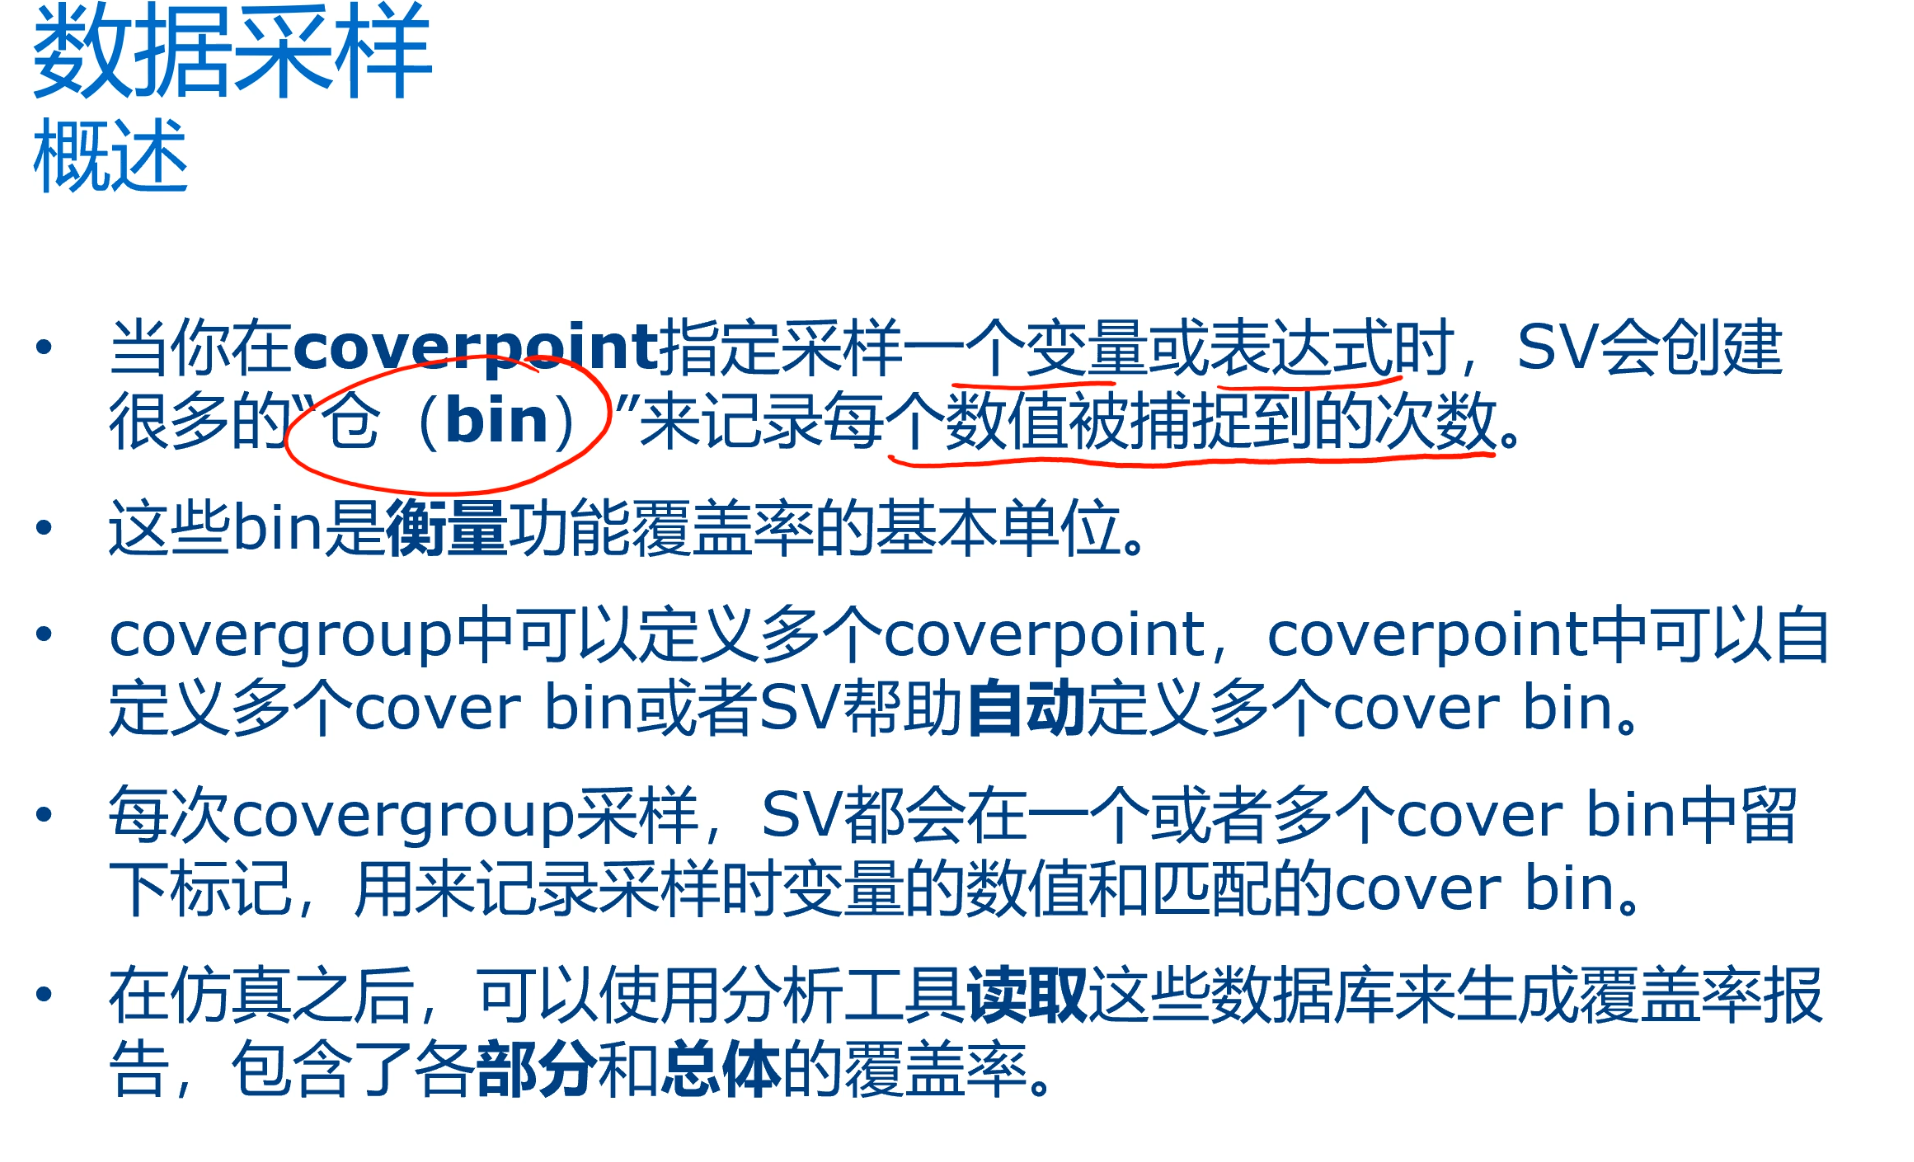 数据采样
概述
• 当你在coverpoint指定采样一个变量或表达式时，SV会创建
很多的“仓（bin）”来记录每个数值被捕捉到的次数。
• 这些bin是衡量功能覆盖率的基本单位。
• covergroup中可以定义多个coverpoint，coverpoint中可以自
定义多个cover bin或者SV帮助自动定义多个cover bin。
• 每次covergroup采样，SV都会在一个或者多个cover bin中留
下标记，用来记录采样时变量的数值和匹配的cover bin。
• 在仿真之后，可以使用分析工具读取这些数据库来生成覆盖率报
告，包含了各部分和总体的覆盖率。